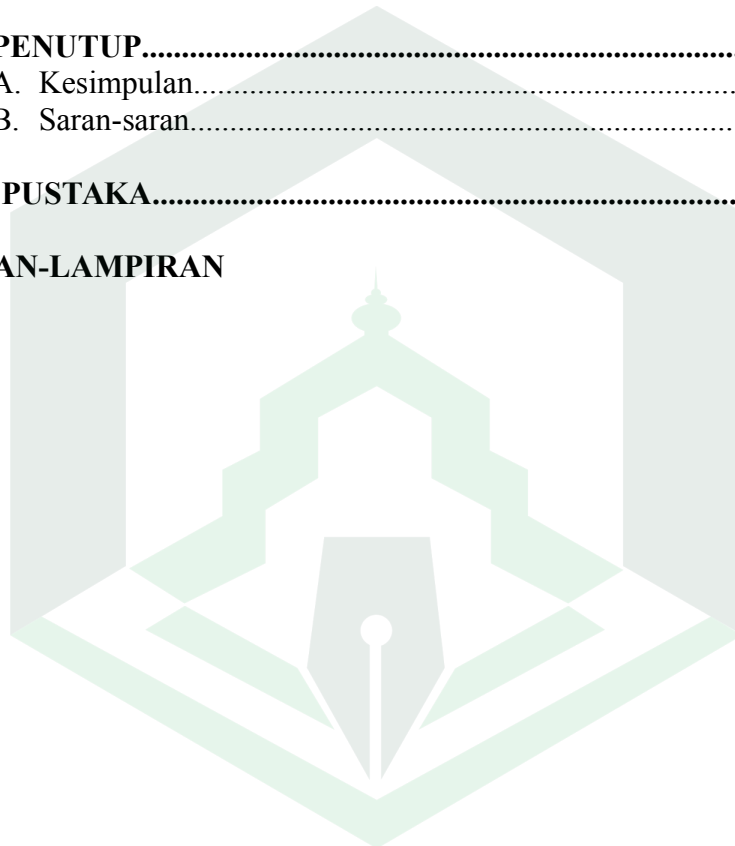 PENUTUP..........................................................................
A. Kesimpulan....................................................................
B. Saran-saran....................................................................
PUSTAKA.........................................................................
AN-LAMPIRAN